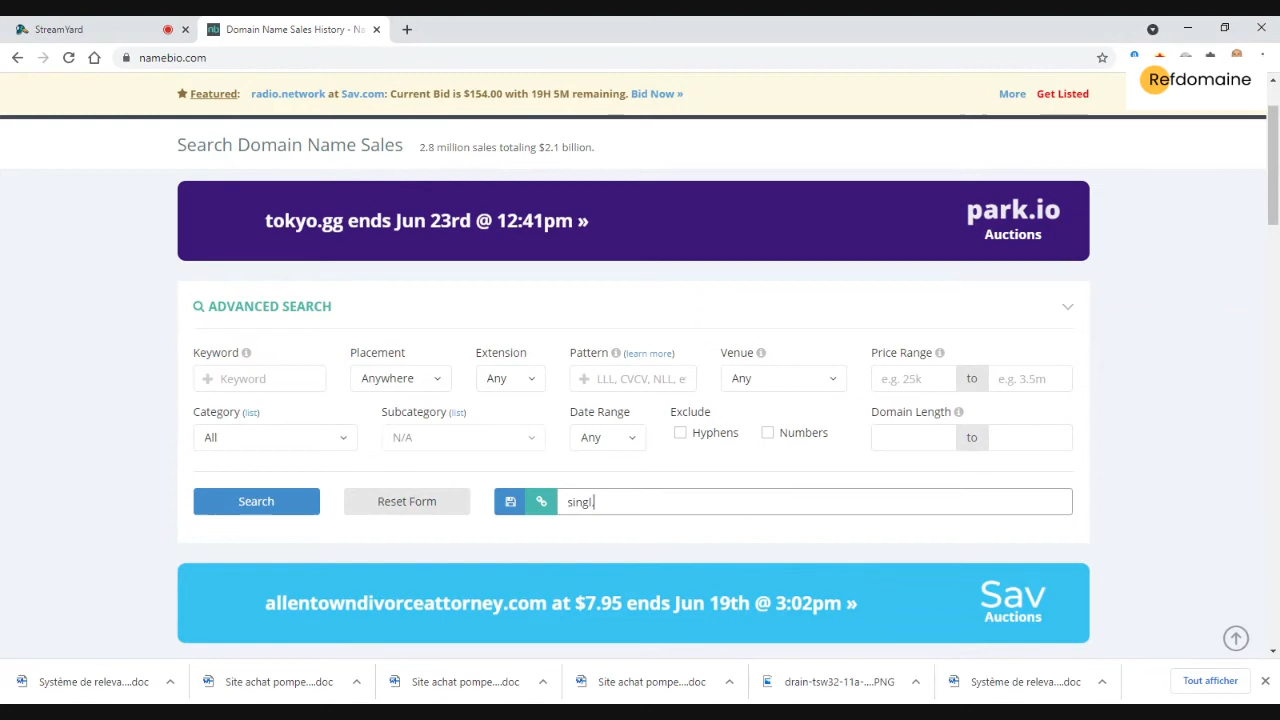 StreamYard
Domain Name Sales History - Na
namebio.com
Refdomaine
Featured: radio.network at Sav.com: Current Bid is $154.00 with 19H 5M remaining. Bid Now »
More Get Listed
Search Domain Name Sales 2.8 million sales totaling $2.1 billion.
tokyo.gg ends Jun 23rd @ 12:41pm »
park.io
Auctions
ADVANCED SEARCH
Keyword Placement Extension Pattern (learn more) Venue Price Range
Keyword Anywhere Any LLL, CVCV, NLL, e Any e.g. 25k to e.g. 3.5m
Category (list) Subcategory (list) Date Range Exclude Domain Length
All N/A Any Hyphens Numbers to
Search Reset Form singl.
allentowndivorceattorney.com at $7.95 ends Jun 19th @ 3:02pm »
Sav
Auctions
Système de releva....doc Site achat pompe....doc Site achat pompe....doc Site achat pompe....doc drain-tsw32-11a-....PNG Système de releva....doc Tout afficher